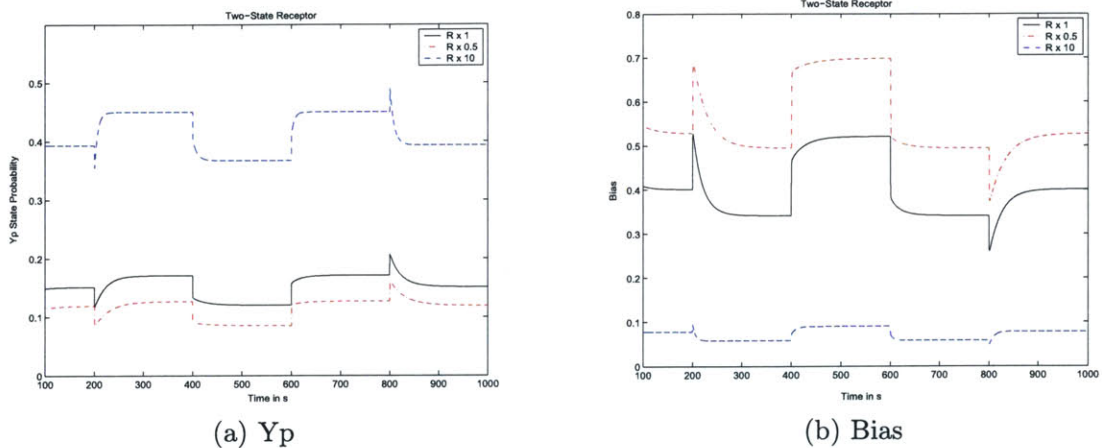 Two-State Receptor
R x 1
R x 0.5
R x 10
Yp State Probability
0.5
0.4
0.3
0.2
0.1
0
100 200 300 400 500 600 700 800 900 1000
Time in s
(a) Yp
Two-State Receptor
R x 1
R x 0.5
R x 10
Bias
0.8
0.7
0.6
0.5
0.4
0.3
0.2
0.1
0
100 200 300 400 500 600 700 800 900 1000
Time in s
(b) Bias